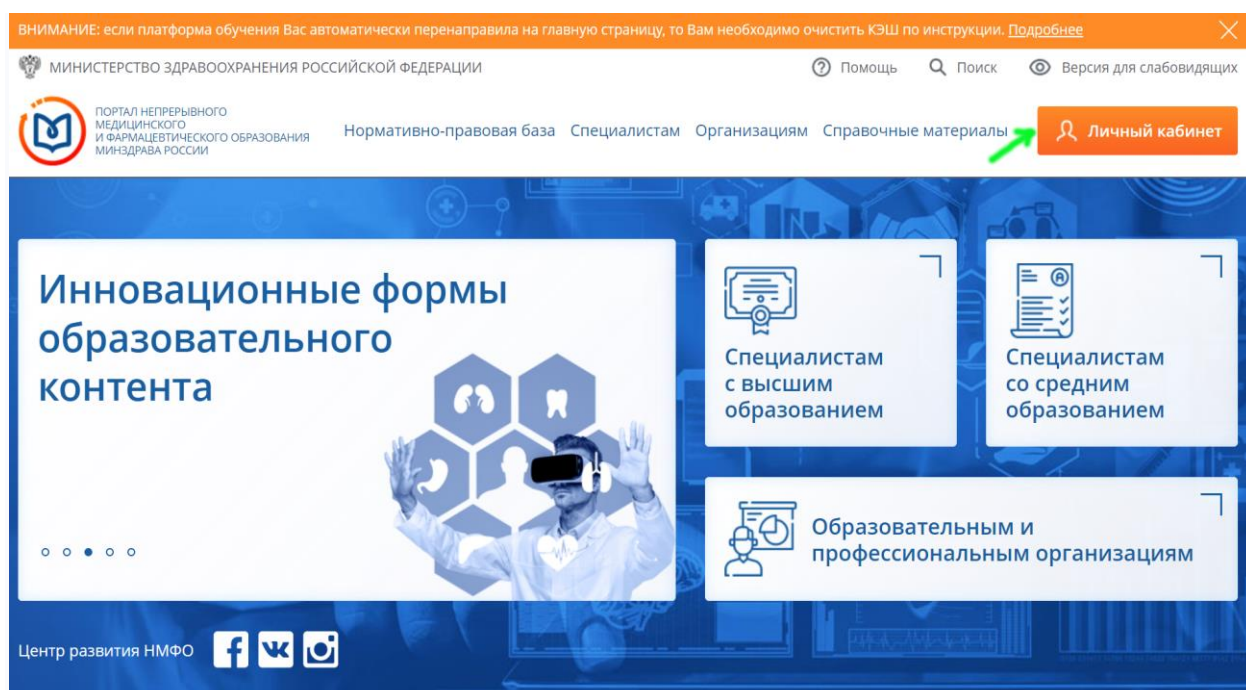 ВНИМАНИЕ: если платформа обучения Вас автоматически перенаправила на главную страницу, то Вам необходимо очистить КЭШ по инструкции. Подробнее
МИНИСТЕРСТВО ЗДРАВООХРАНЕНИЯ РОССИЙСКОЙ ФЕДЕРАЦИИ
Помощь
Поиск
Версия для слабовидящих
ПОРТАЛ НЕПРЕРЫВНОГО
МЕДИЦИНСКОГО
И ФАРМАЦЕВТИЧЕСКОГО ОБРАЗОВАНИЯ
МИНЗДРАВА РОССИИ
Нормативно-правовая база Специалистам Организациям Справочные материалы
Личный кабинет
Инновационные формы
образовательного
контента
Специалистам
с высшим
образованием
Специалистам
со средним
образованием
Образовательным и
профессиональным организациям
Центр развития НМФО